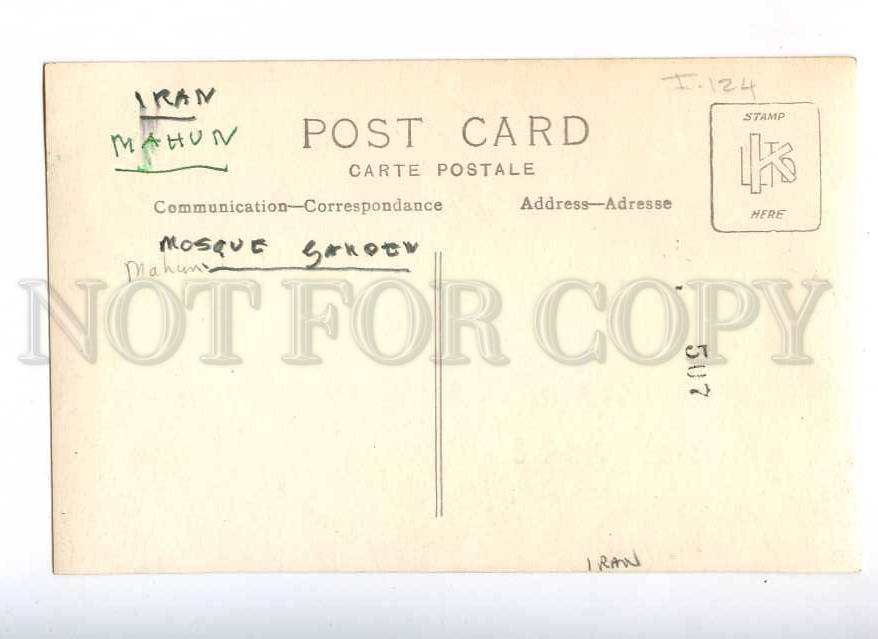 I-124
IRAN
MAHUN
POST CARD
CARTE POSTALE
STAMP
HERE
Communication—Correspondance
Address—Adresse
MOSQUE GARDEN
Mahun
NOT FOR COPY
507
IRAN